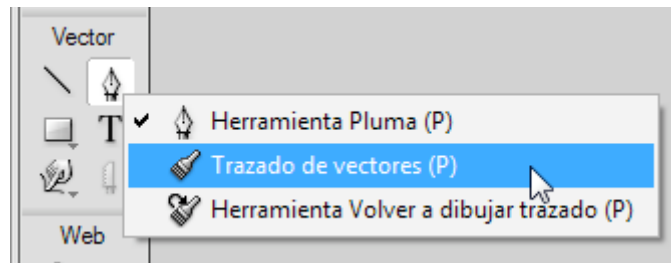 Vector
T
Herramienta Pluma (P)
Trazado de vectores (P)
Herramienta Volver a dibujar trazado (P)
Web